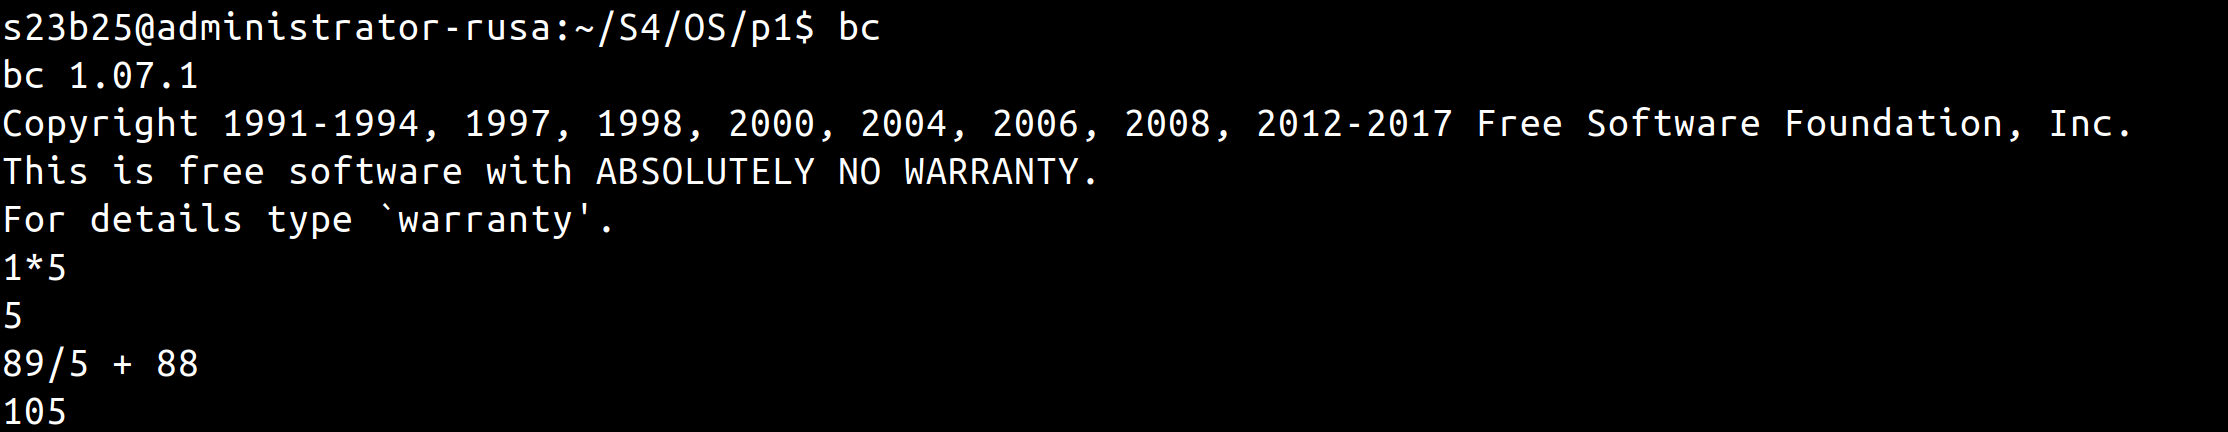 s23b25@administrator-rusa:~/S4/OS/p1$ bc
bc 1.07.1
Copyright 1991-1994, 1997, 1998, 2000, 2004, 2006, 2008, 2012-2017 Free Software Foundation, Inc.
This is free software with ABSOLUTELY NO WARRANTY.
For details type `warranty'.
1*5
5
89/5 + 88
105